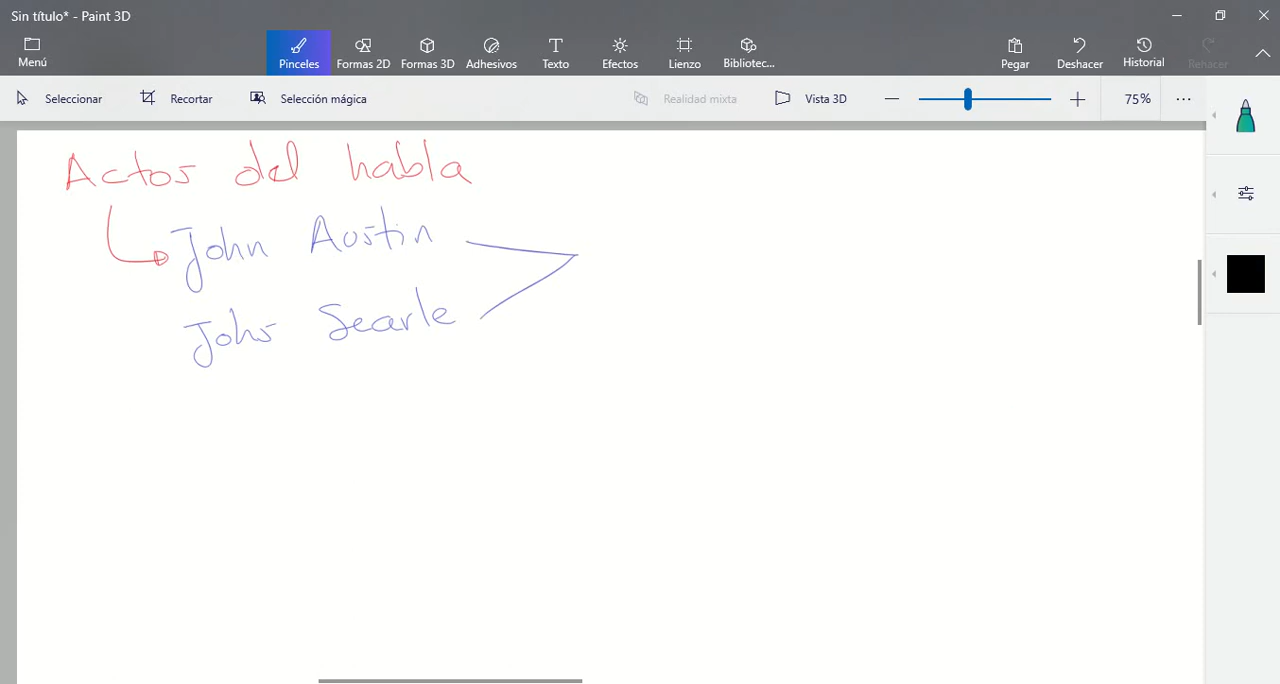 Sin título* - Paint 3D
Menú
Pinceles Formas 2D Formas 3D Adhesivos Texto Efectos Lienzo Bibliotec... Pegar Deshacer Historial Rehacer
Seleccionar Recortar Selección mágica Realidad mixta Vista 3D 75%
Actos del habla
John Austin
John Searle